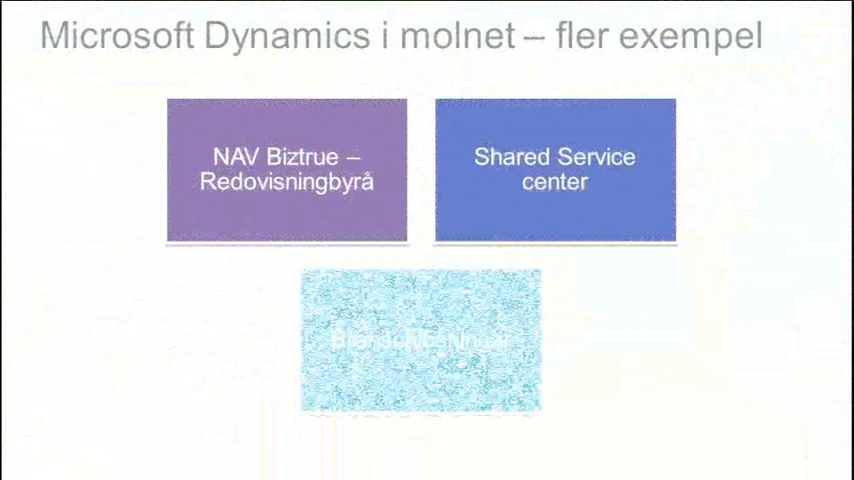 Microsoft Dynamics i molnet – fler exempel
NAV Biztrue –
Redovisningbyrå
Shared Service
center